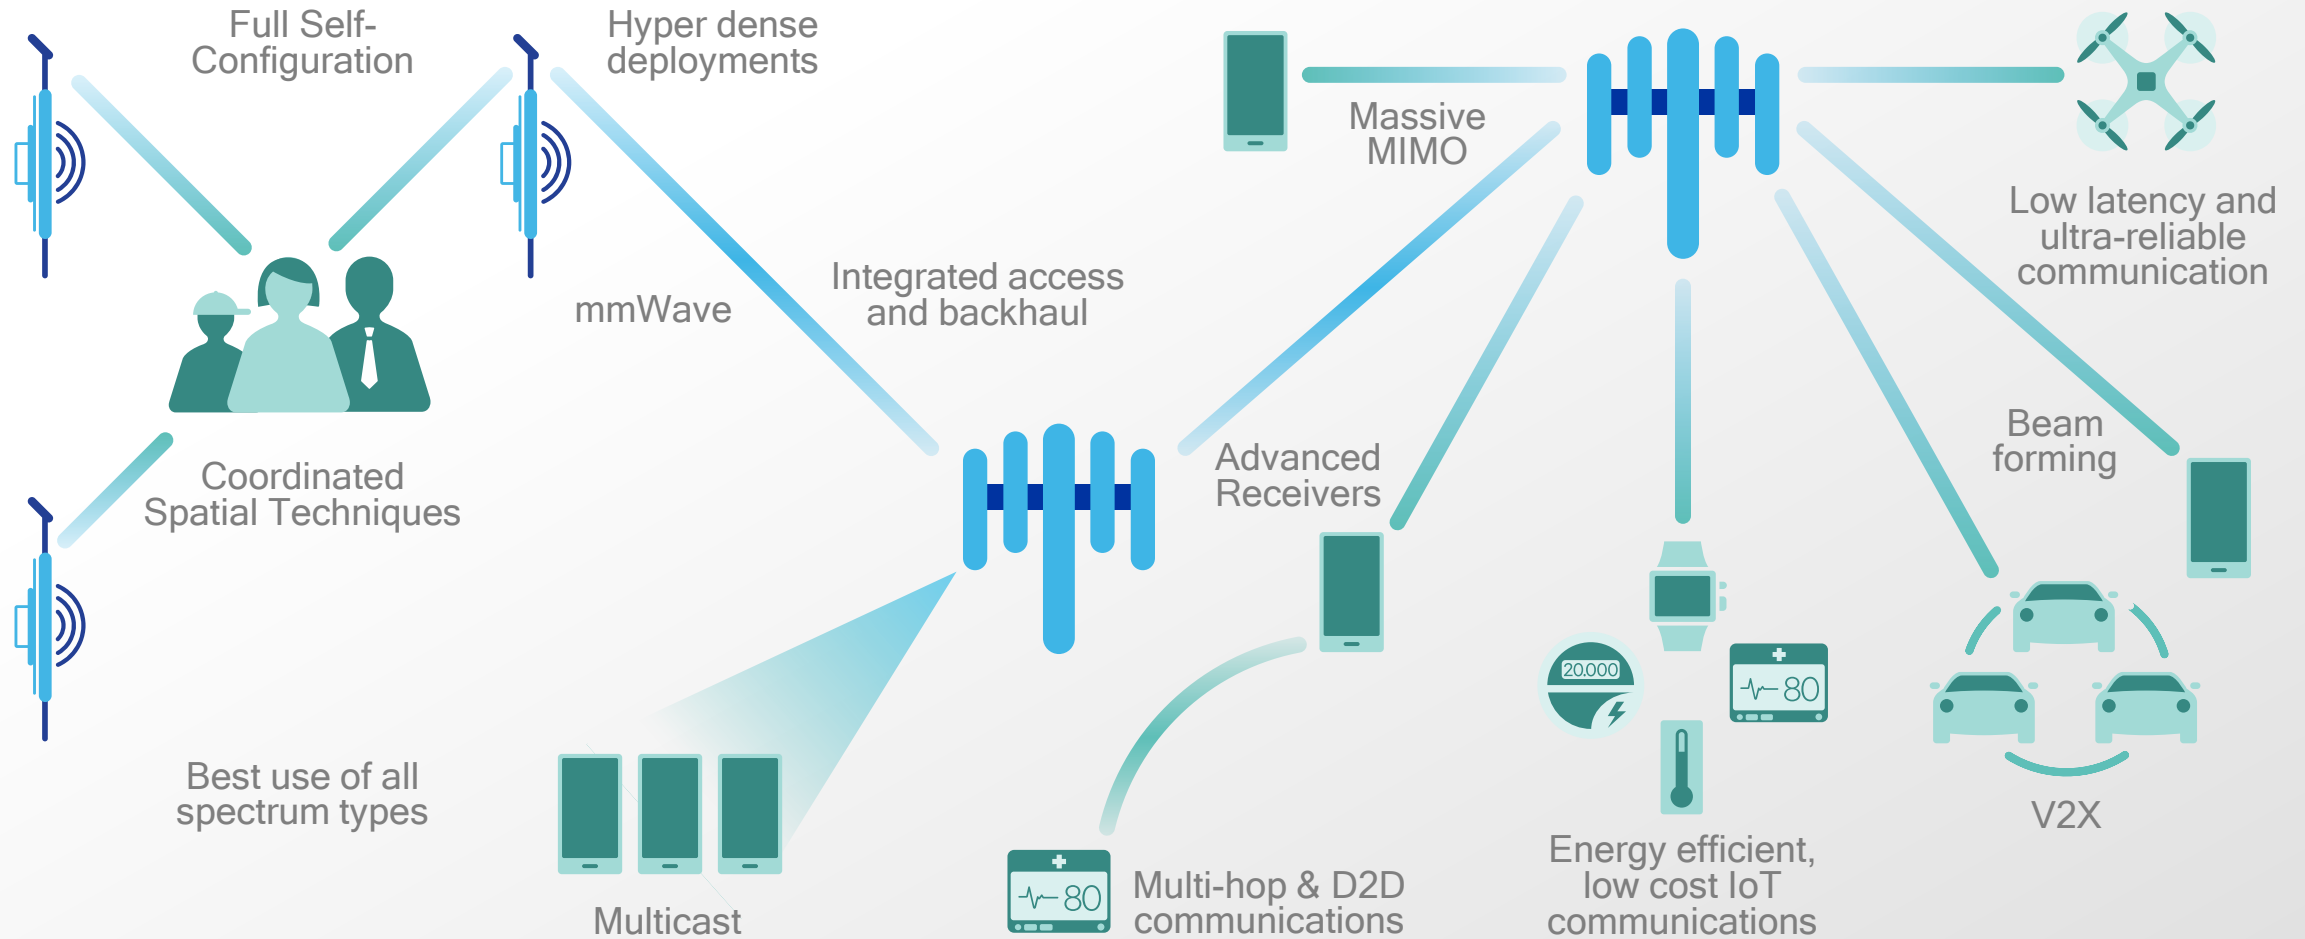 Full Self-
Configuration
Hyper dense
deployments
Massive
MIMO
Low latency and
ultra-reliable
communication
mmWave
Integrated access
and backhaul
Coordinated
Spatial Techniques
Advanced
Receivers
Beam
forming
20.000
80
Best use of all
spectrum types
V2X
Multicast
80
Multi-hop & D2D
communications
Energy efficient,
low cost IoT
communications